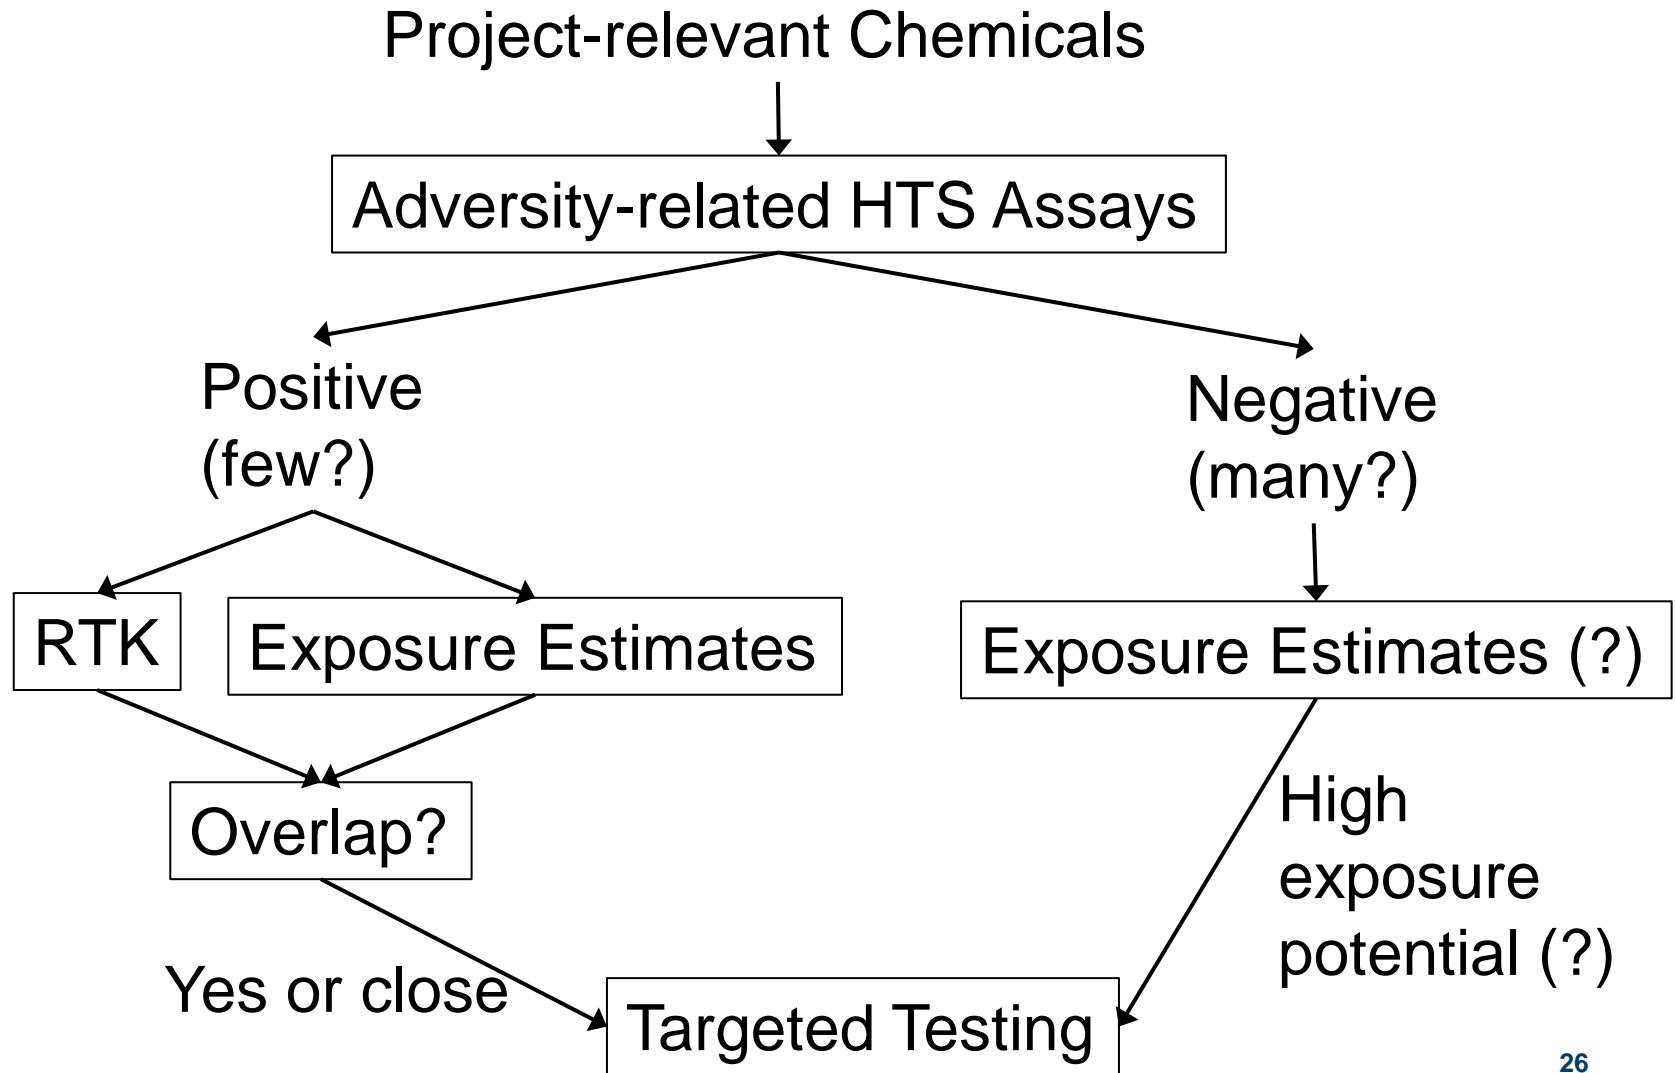 Project-relevant Chemicals
Adversity-related HTS Assays
Positive
(few?)
Negative
(many?)
RTK
Exposure Estimates
Exposure Estimates (?)
Overlap?
High
exposure
potential (?)
Yes or close
Targeted Testing
26